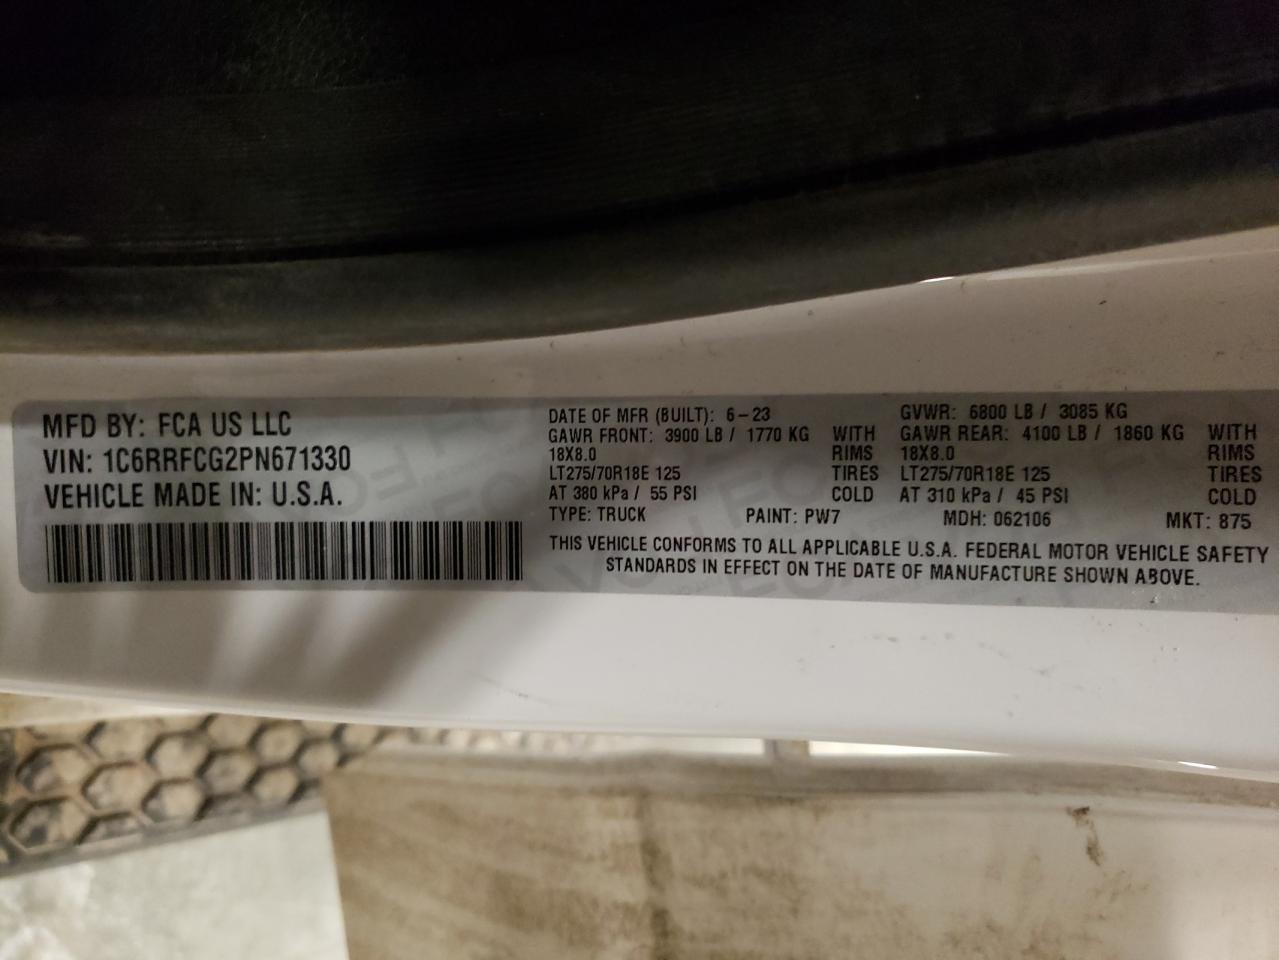 MFD BY: FCA US LLC
VIN: 1C6RRFCG2PN671330
VEHICLE MADE IN: U.S.A.
DATE OF MFR (BUILT): 6-23 GVWR: 6800 LB / 3085 KG
GAWR FRONT: 3900 LB / 1770 KG WITH GAWR REAR: 4100 LB / 1860 KG WITH
18X8.0 RIMS 18X8.0 RIMS
LT275/70R18E 125 TIRES LT275/70R18E 125 TIRES
AT 380 kPa / 55 PSI COLD AT 310 kPa / 45 PSI COLD
TYPE: TRUCK PAINT: PW7 MDH: 062106 MKT: 875
THIS VEHICLE CONFORMS TO ALL APPLICABLE U.S.A. FEDERAL MOTOR VEHICLE SAFETY
STANDARDS IN EFFECT ON THE DATE OF MANUFACTURE SHOWN ABOVE.